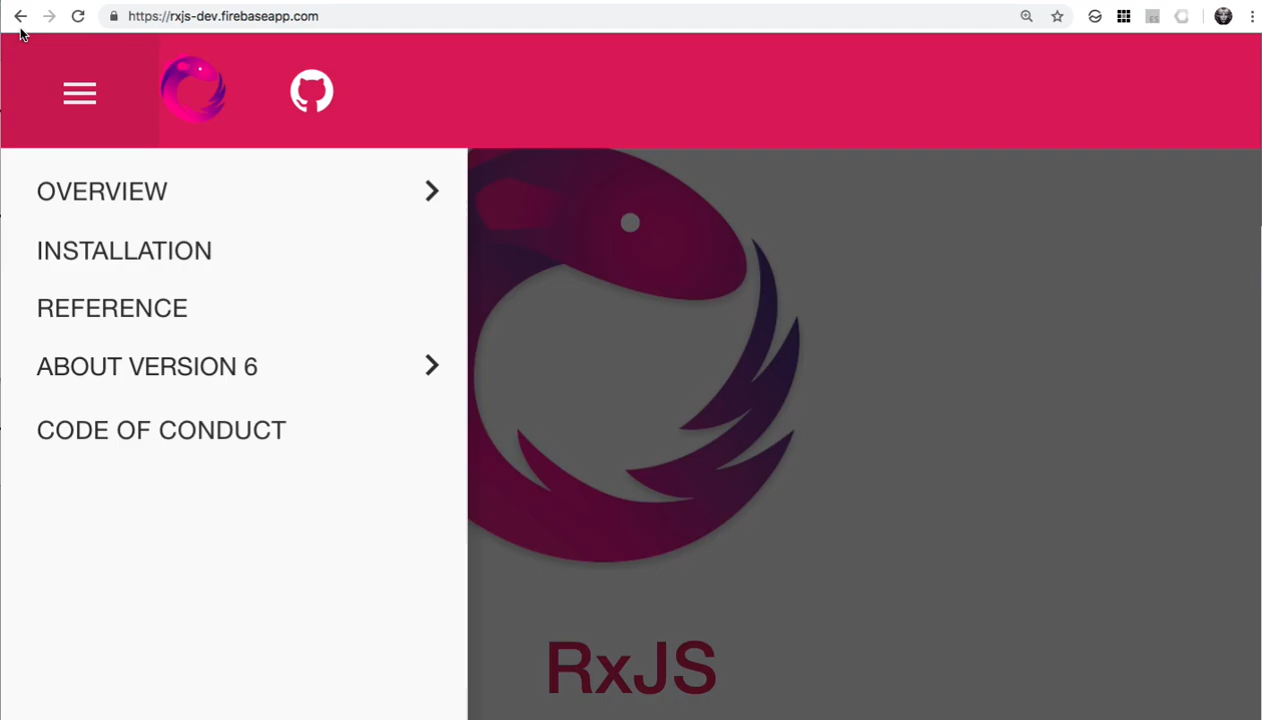 https://rxjs-dev.firebaseapp.com
OVERVIEW
INSTALLATION
REFERENCE
ABOUT VERSION 6
CODE OF CONDUCT
RxJS